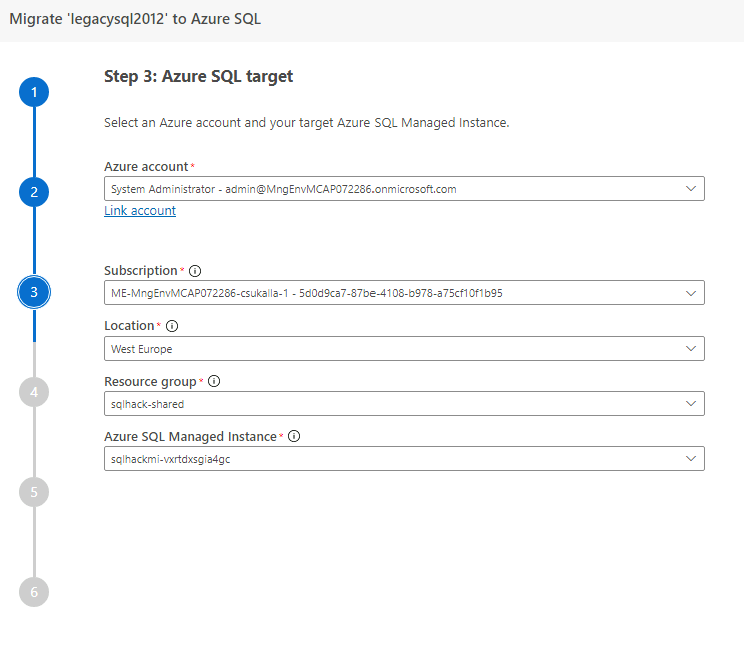 Migrate 'legacysql2012' to Azure SQL
Step 3: Azure SQL target
1
Select an Azure account and your target Azure SQL Managed Instance.
Azure account *
System Administrator - admin@MngEnvMCAP072286.onmicrosoft.com
2
Link account
Subscription *
3
ME-MngEnvMCAP072286-csukalla-1 - 5d0d9ca7-87be-4108-b978-a75cf10f1b95
Location *
West Europe
Resource group *
4
sqlhack-shared
Azure SQL Managed Instance *
sqlhackmi-vxrtdxsgia4gc
5
6